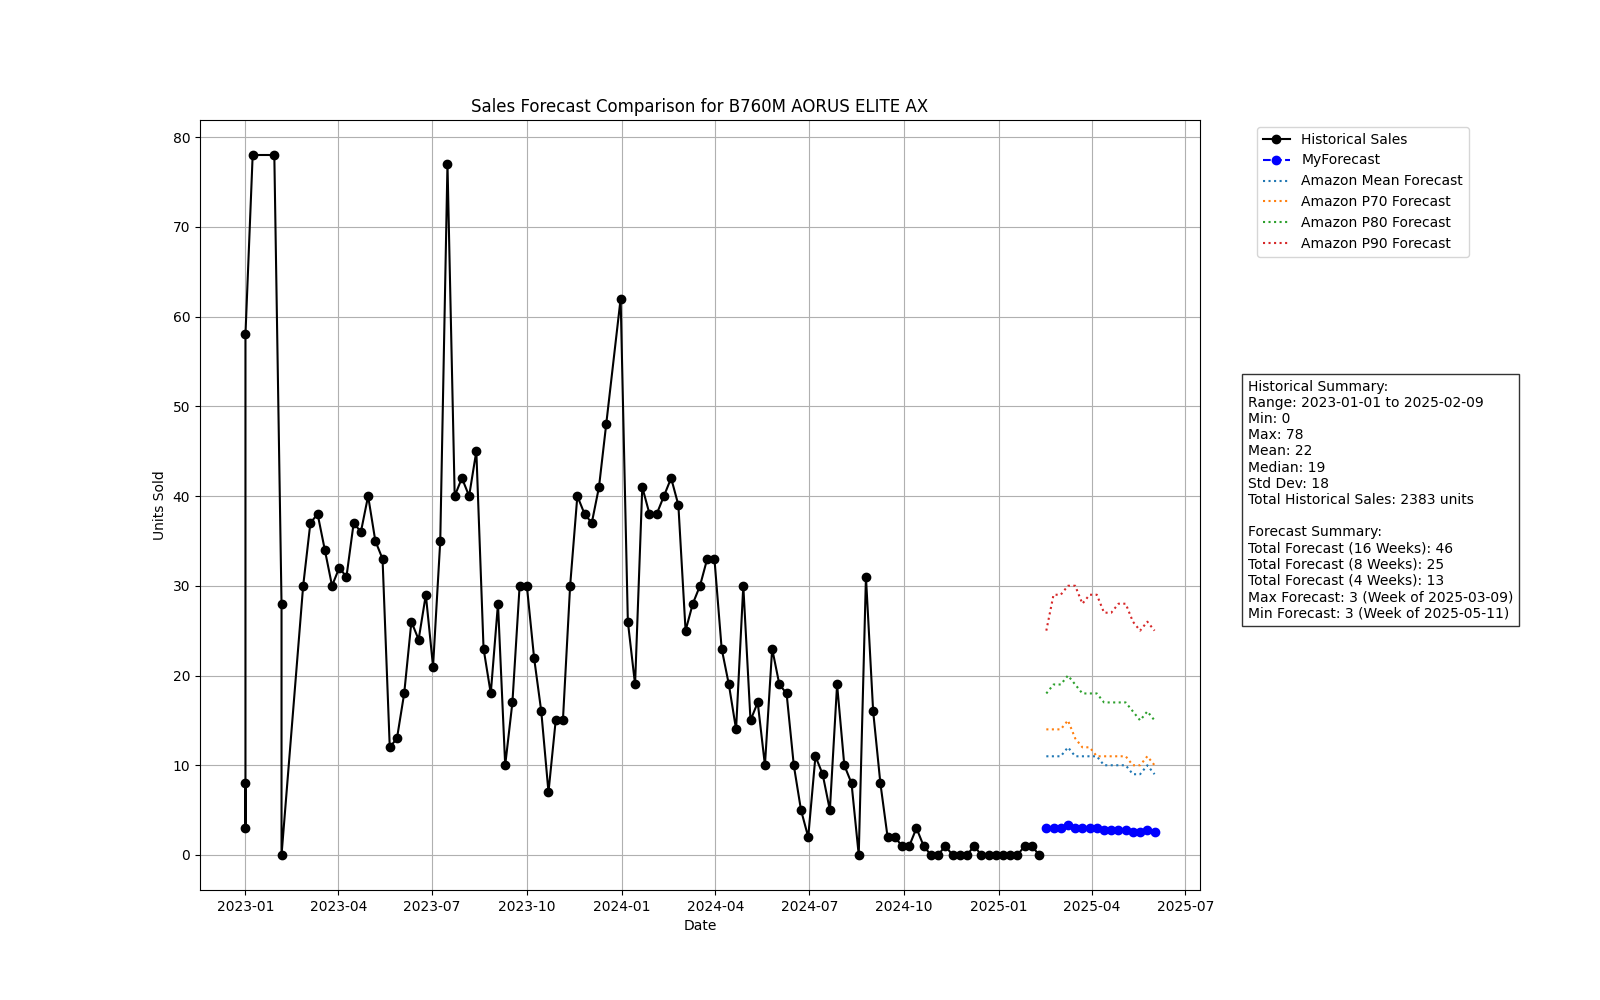 Sales Forecast Comparison for B760M AORUS ELITE AX
80
70
60
50
40
30
20
10
0
Units Sold
2023-01
2023-04
2023-07
2023-10
2024-01
2024-04
2024-07
2024-10
2025-01
2025-04
2025-07
Date
Historical Sales
MyForecast
Amazon Mean Forecast
Amazon P70 Forecast
Amazon P80 Forecast
Amazon P90 Forecast
Historical Summary:
Range: 2023-01-01 to 2025-02-09
Min: 0
Max: 78
Mean: 22
Median: 19
Std Dev: 18
Total Historical Sales: 2383 units
Forecast Summary:
Total Forecast (16 Weeks): 46
Total Forecast (8 Weeks): 25
Total Forecast (4 Weeks): 13
Max Forecast: 3 (Week of 2025-03-09)
Min Forecast: 3 (Week of 2025-05-11)